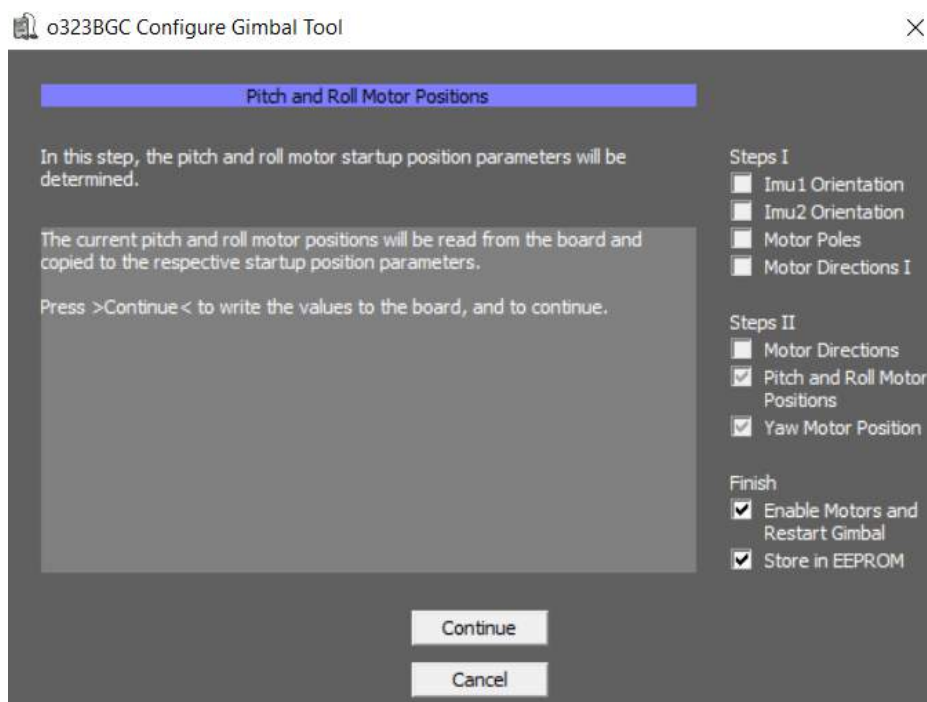 o323BGC Configure Gimbal Tool
Pitch and Roll Motor Positions
In this step, the pitch and roll motor startup position parameters will be
determined.
The current pitch and roll motor positions will be read from the board and
copied to the respective startup position parameters.
Press >Continue< to write the values to the board, and to continue.
Continue
Cancel
Steps I
Imu1 Orientation
Imu2 Orientation
Motor Poles
Motor Directions I
Steps II
Motor Directions
Pitch and Roll Motor
Positions
Yaw Motor Position
Finish
Enable Motors and
Restart Gimbal
Store in EEPROM